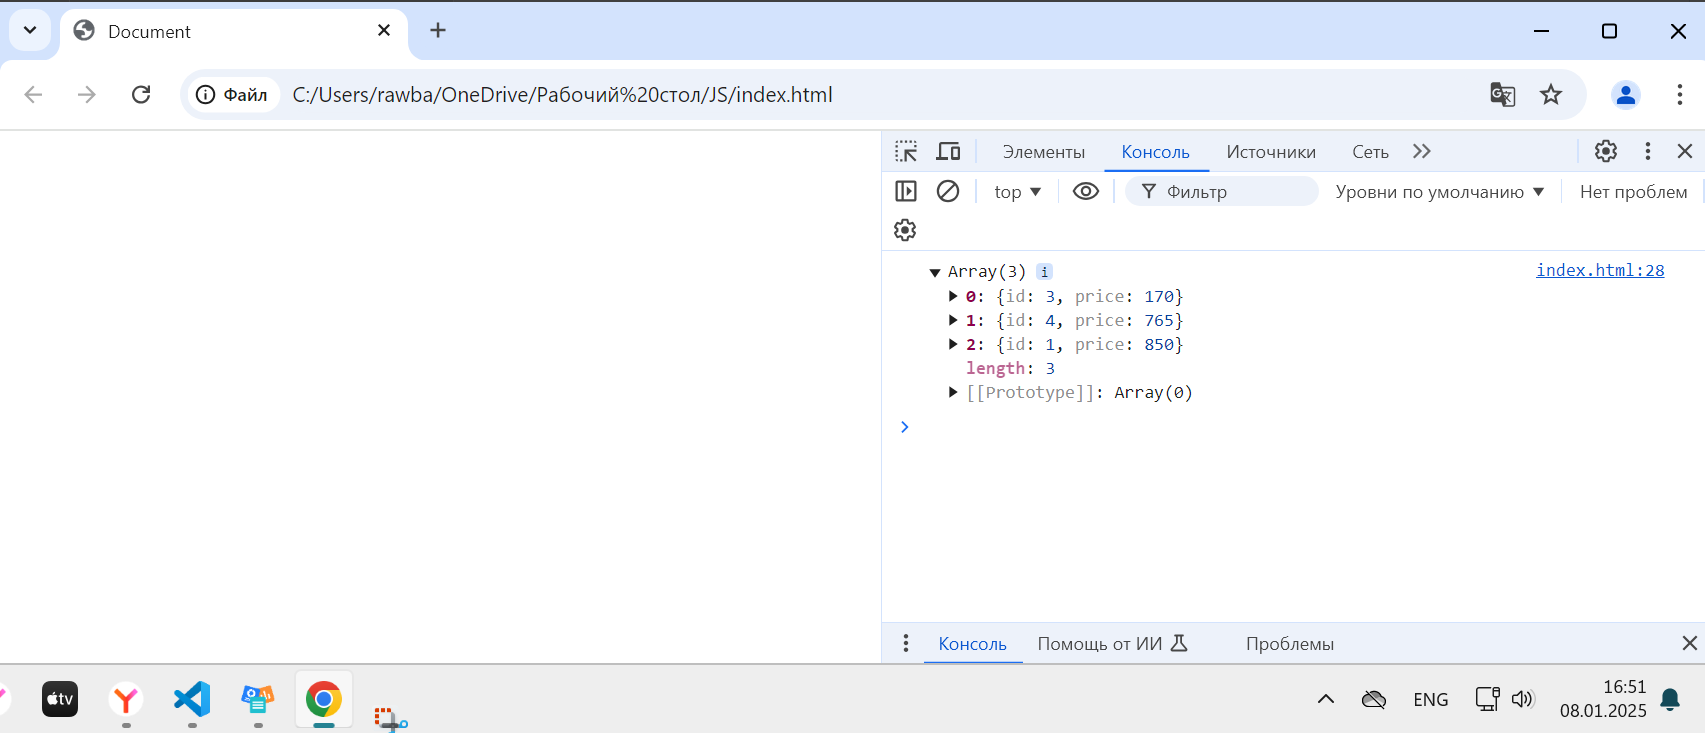 Document
Файл C:/Users/rawba/OneDrive/Рабочий%20стол/JS/index.html
Элементы Консоль Источники Сеть
top Фильтр Уровни по умолчанию Нет проблем
Array(3) i index.html:28
0: {id: 3, price: 170}
1: {id: 4, price: 765}
2: {id: 1, price: 850}
length: 3
[[Prototype]]: Array(0)
Консоль Помощь от ИИ Проблемы
tv ENG 16:51
08.01.2025